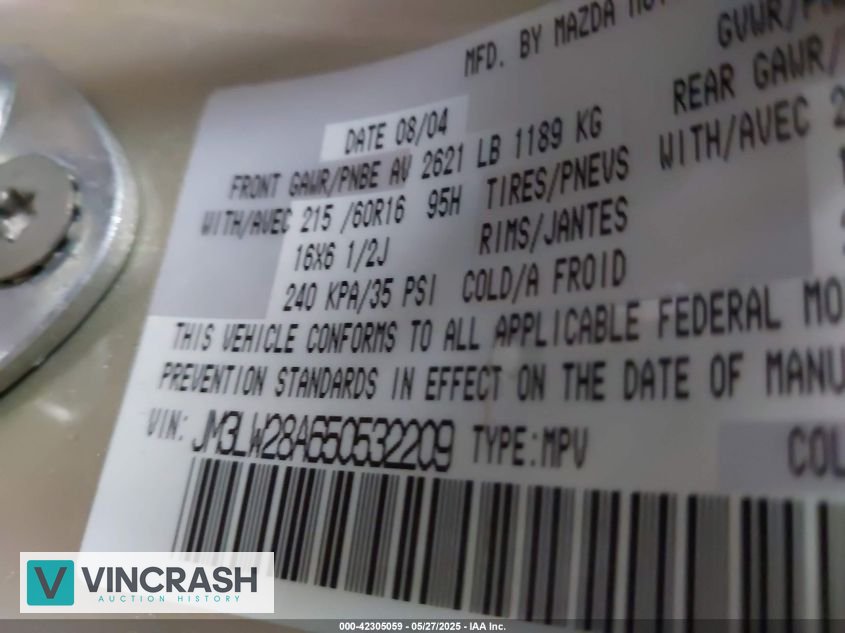 MFD. BY MAZDA
DATE 08/04
FRONT GAWR/PNBE AV 2621 LB 1189 KG
REAR GAWR/
WITH/AVEC 215 /60R16 95H TIRES/PNEUS WITH/AVEC
16X6 1/2J RIMS/JANTES
240 KPA/35 PSI COLD/A FROID
THIS VEHICLE CONFORMS TO ALL APPLICABLE FEDERAL
PREVENTION STANDARDS IN EFFECT ON THE DATE OF
VIN: JM3LW28A650532209 TYPE:MPV
VINCRASH
AUCTION HISTORY
000-42305059 - 05/27/2025 - IAA Inc.